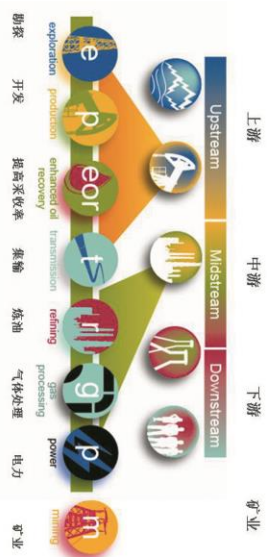 上游
中游
下游
矿业
Upstream
Midstream
Downstream
e
p
eor
t
r
g
p
m
exploration
production
enhanced oil
recovery
transmission
refining
gas
processing
power
mining
勘探
开发
提高采收率
集输
炼油
气体处理
电力
矿业